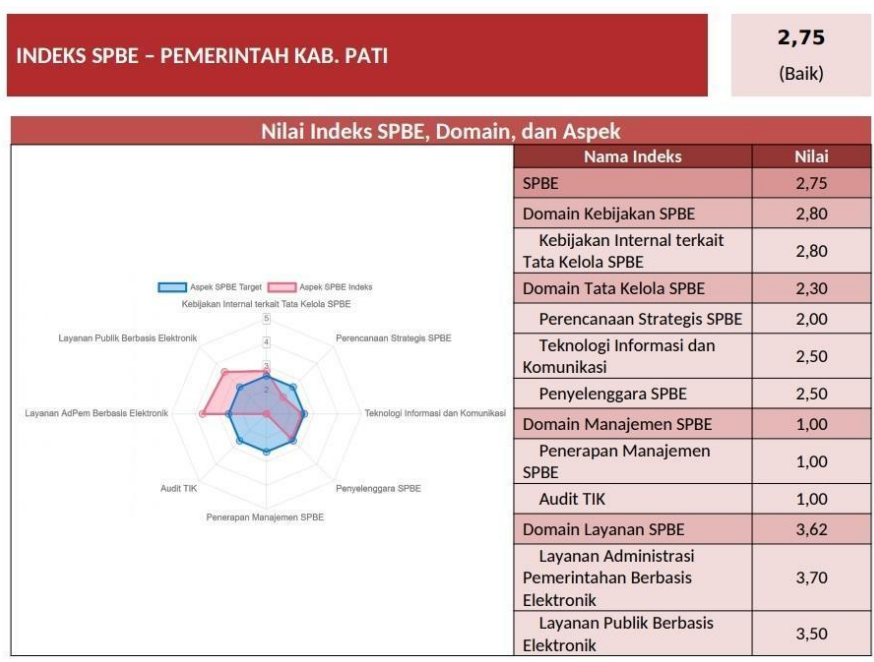 INDEKS SPBE – PEMERINTAH KAB. PATI
2,75
(Baik)
Nilai Indeks SPBE, Domain, dan Aspek
Nama Indeks Nilai
SPBE 2,75
Domain Kebijakan SPBE 2,80
Kebijakan Internal terkait
Tata Kelola SPBE 2,80
Domain Tata Kelola SPBE 2,30
Perencanaan Strategis SPBE 2,00
Teknologi Informasi dan
Komunikasi 2,50
Penyelenggara SPBE 2,50
Domain Manajemen SPBE 1,00
Penerapan Manajemen
SPBE 1,00
Audit TIK 1,00
Domain Layanan SPBE 3,62
Layanan Administrasi
Pemerintahan Berbasis
Elektronik 3,70
Layanan Publik Berbasis
Elektronik 3,50
Aspek SPBE Target Aspek SPBE Indeks
Kebijakan Internal terkait Tata Kelola SPBE
5
Layanan Publik Berbasis Elektronik Perencanaan Strategis SPBE
4
3
2
Layanan AdPem Berbasis Elektronik Teknologi Informasi dan Komunikasi
Audit TIK Penyelenggara SPBE
Penerapan Manajemen SPBE